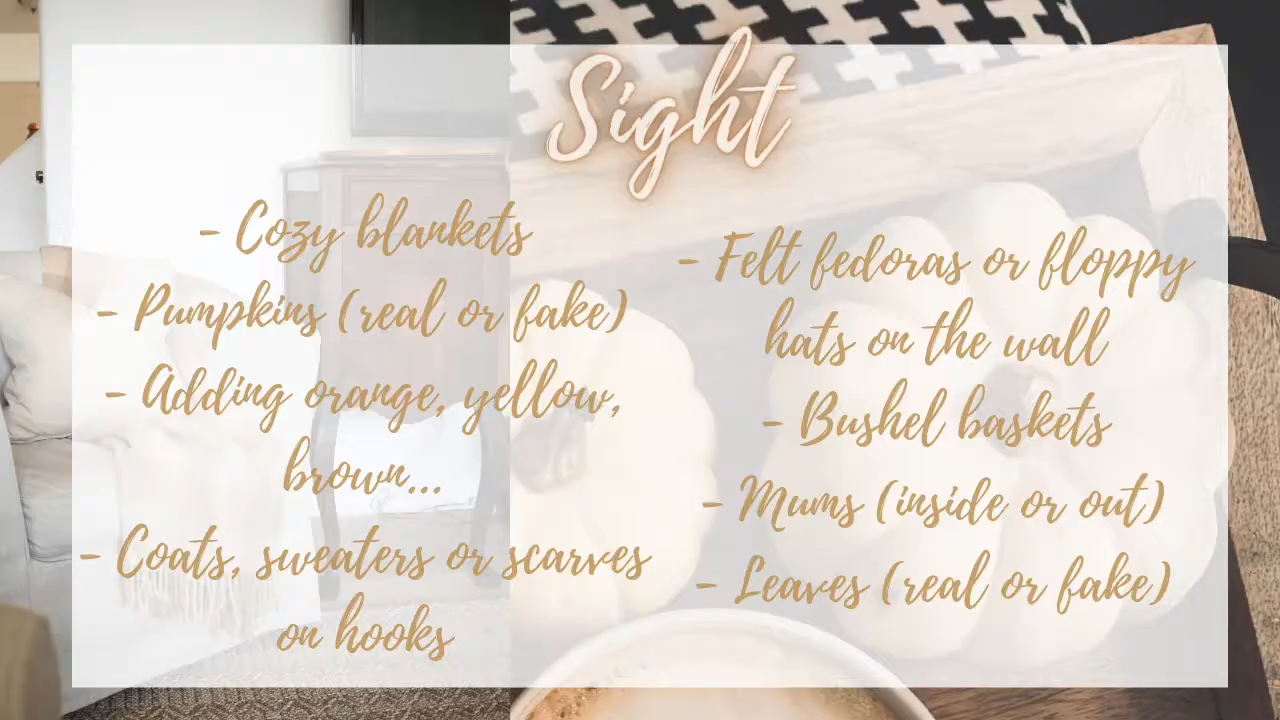 Sight
- Cozy blankets
- Pumpkins (real or fake)
- Adding orange, yellow,
brown...
- Coats, sweaters or scarves
on hooks
- Felt fedoras or floppy
hats on the wall
- Bushel baskets
- Mums (inside or out)
- Leaves (real or fake)